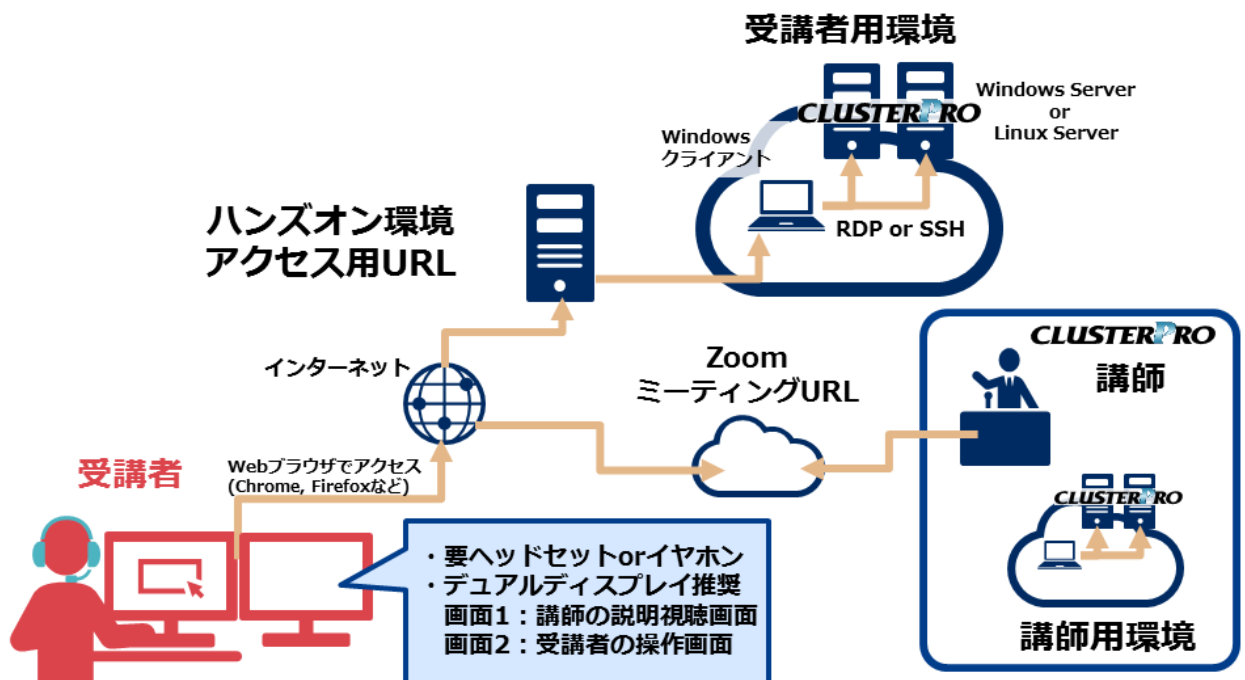 受講者用環境
Windows Server
or
Linux Server
CLUSTERPRO
Windows
クライアント
RDP or SSH
ハンズオン環境
アクセス用URL
インターネット
Zoom
ミーティングURL
CLUSTERPRO
講師
CLUSTERPRO
講師用環境
受講者
Webブラウザでアクセス
(Chrome, Firefoxなど)
・要ヘッドセットorイヤホン
・デュアルディスプレイ推奨
画面1：講師の説明視聴画面
画面2：受講者の操作画面